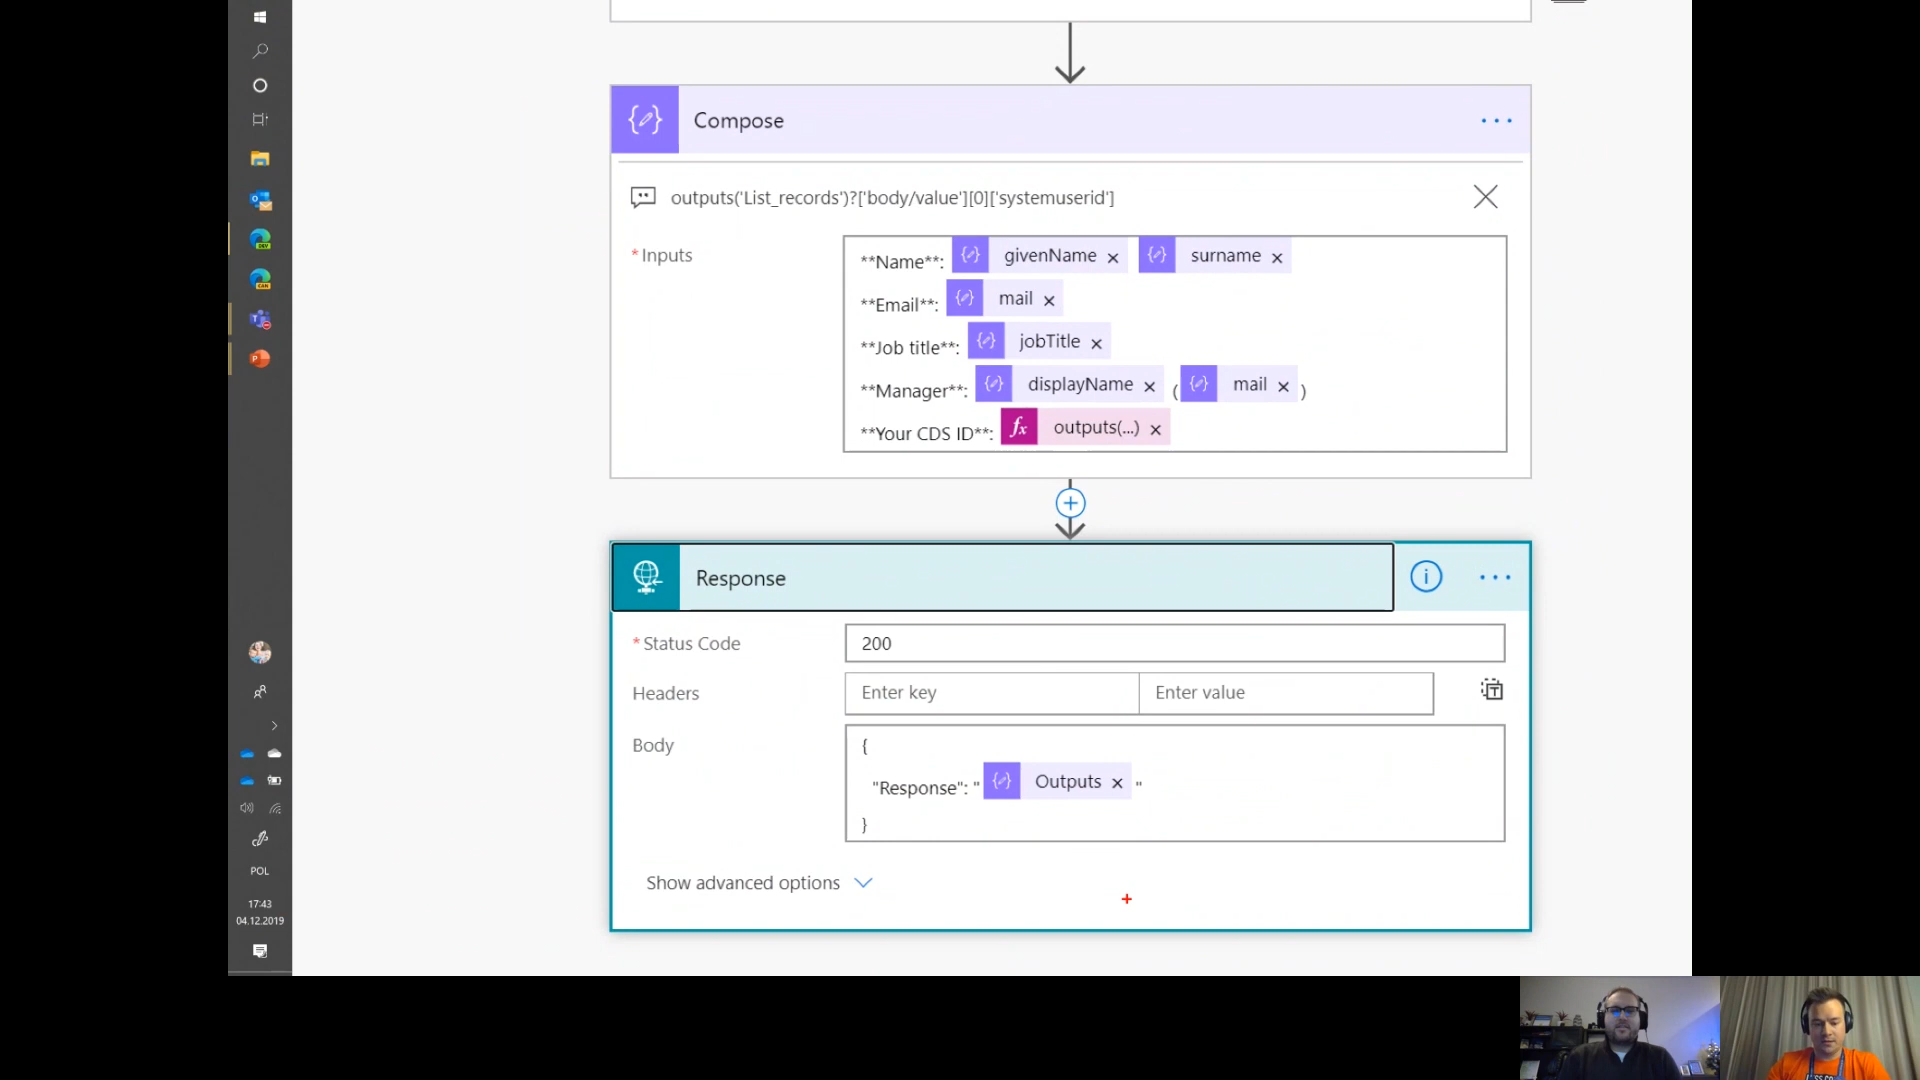 Compose
...
outputs('List_records')?['body/value'][0]['systemuserid']
* Inputs
**Name**: givenName × surname ×
**Email**: mail ×
**Job title**: jobTitle ×
**Manager**: displayName × ( mail × )
**Your CDS ID**: fx outputs(...) ×
Response
...
* Status Code
200
Headers
Enter key
Enter value
Body
{
"Response": " Outputs × "
}
Show advanced options
POL
17:43
04.12.2019